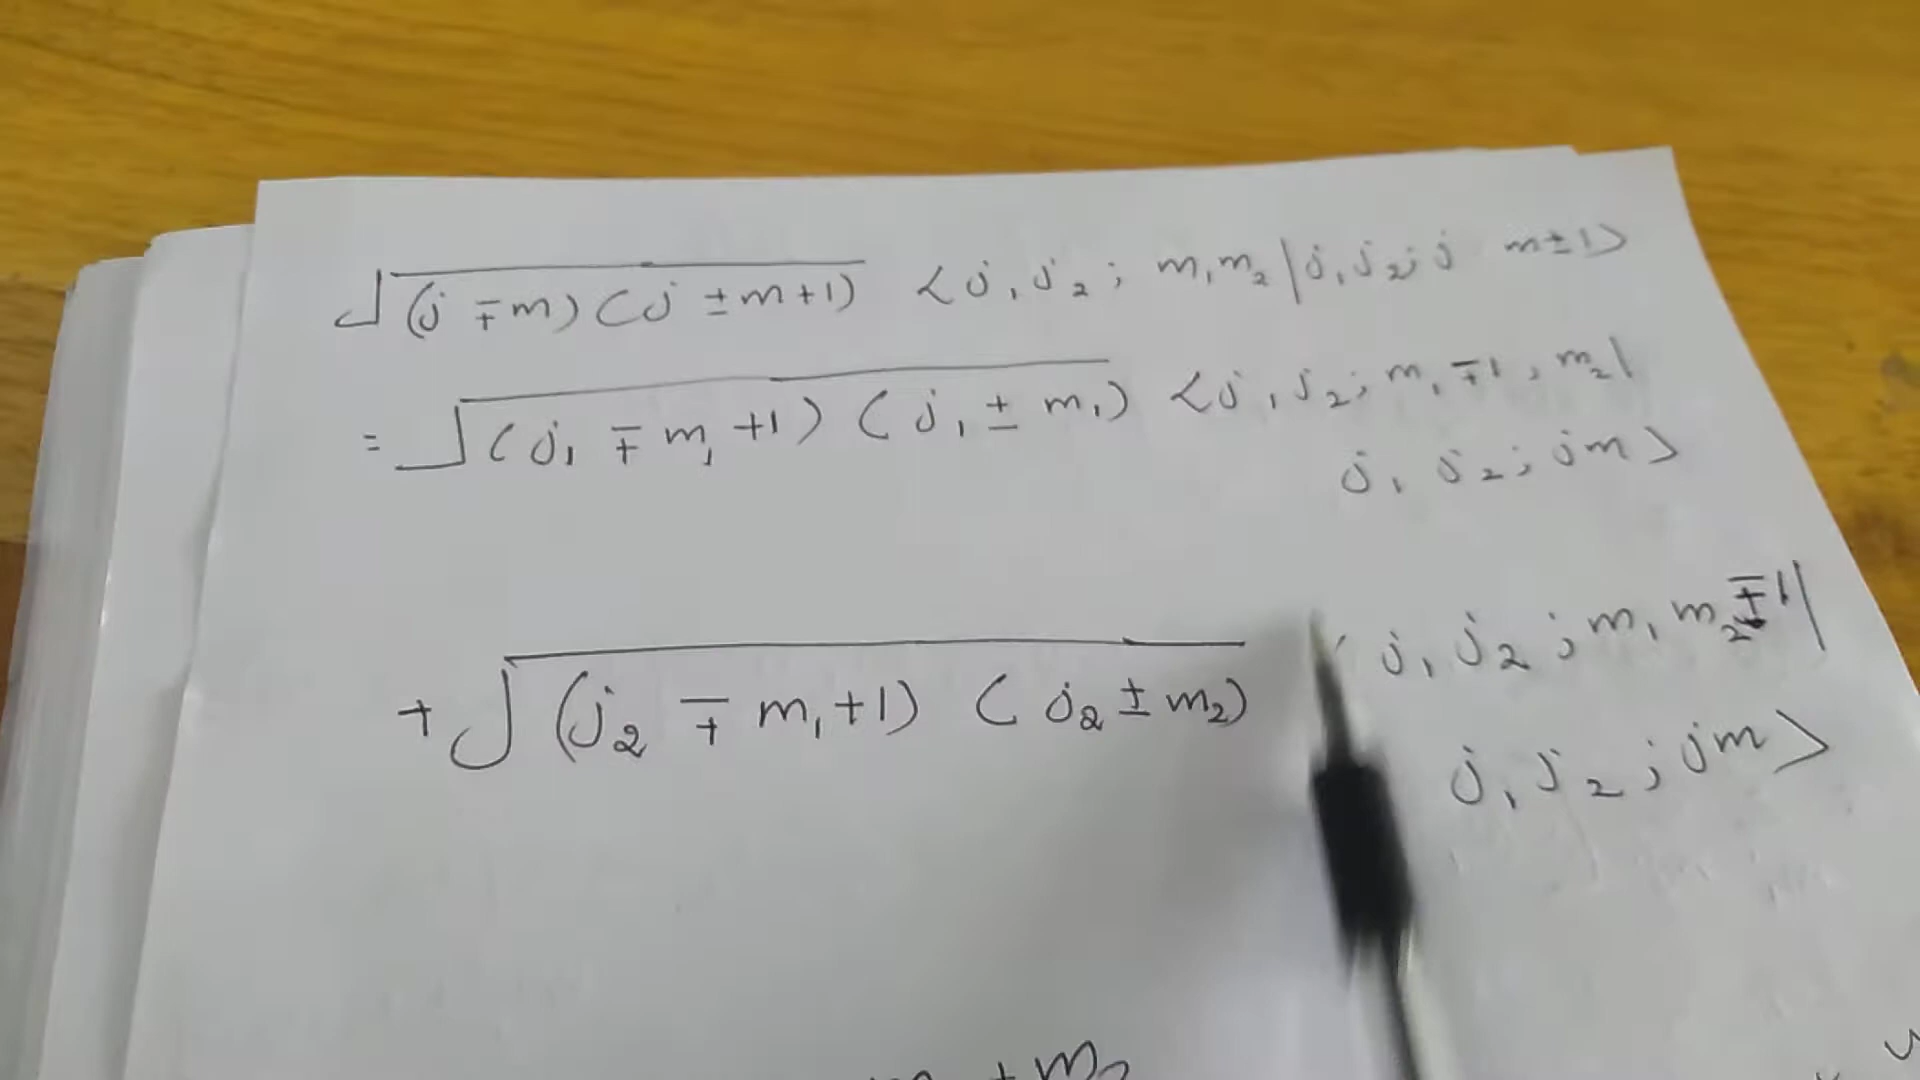 √(j ∓ m) (j ± m + 1) < j₁ j₂ ; m₁ m₂ | j₁ j₂ ; j m ± 1 >
= √(j₁ ∓ m₁ + 1) (j₁ ± m₁) < j₁ j₂ ; m₁ ∓ 1 , m₂ |
j₁ j₂ ; j m >
+ √(j₂ ∓ m₁ + 1) (j₂ ± m₂) < j₁ j₂ ; m₁ m₂ ∓ 1 |
j₁ j₂ ; j m >
+ m₂